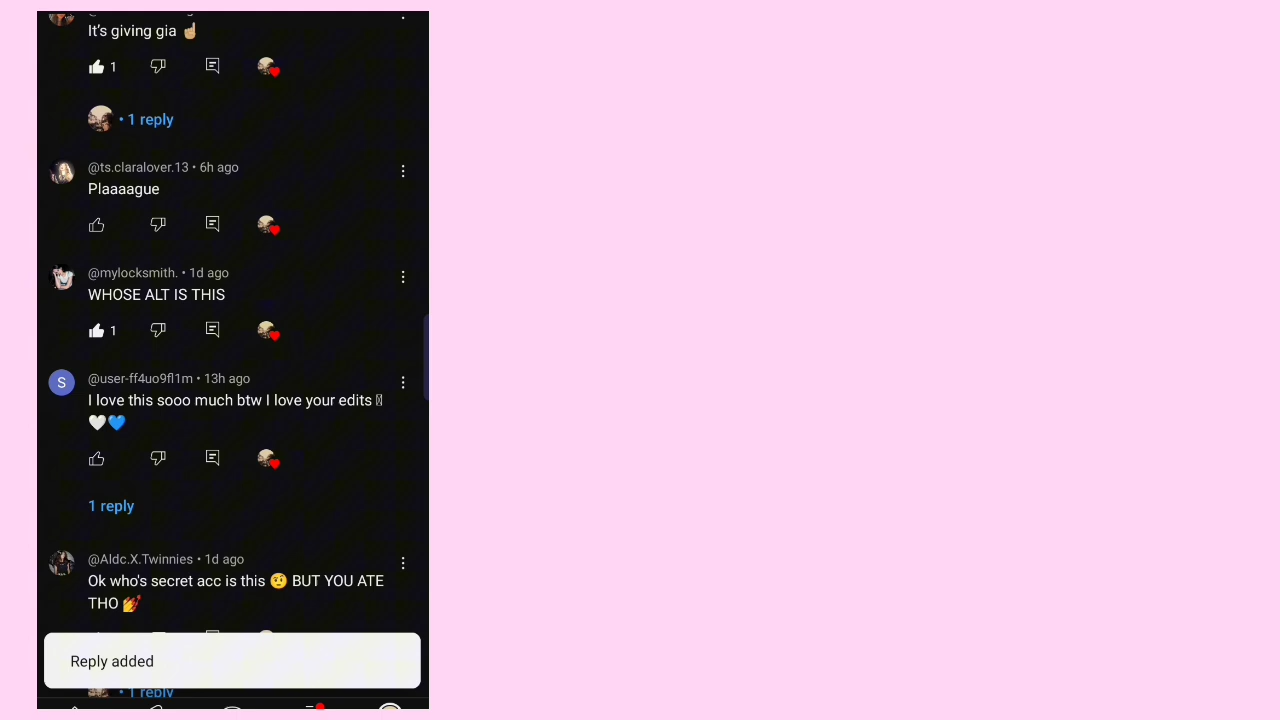 It's giving gia ☝🏼
1
• 1 reply
@ts.claralover.13 • 6h ago
Plaaaague
@mylocksmith. • 1d ago
WHOSE ALT IS THIS
1
S
@user-ff4uo9fl1m • 13h ago
I love this sooo much btw I love your edits
🤍💙
1 reply
@Aldc.X.Twinnies • 1d ago
Ok who's secret acc is this 🤨 BUT YOU ATE
THO 💅
Reply added
• 1 reply